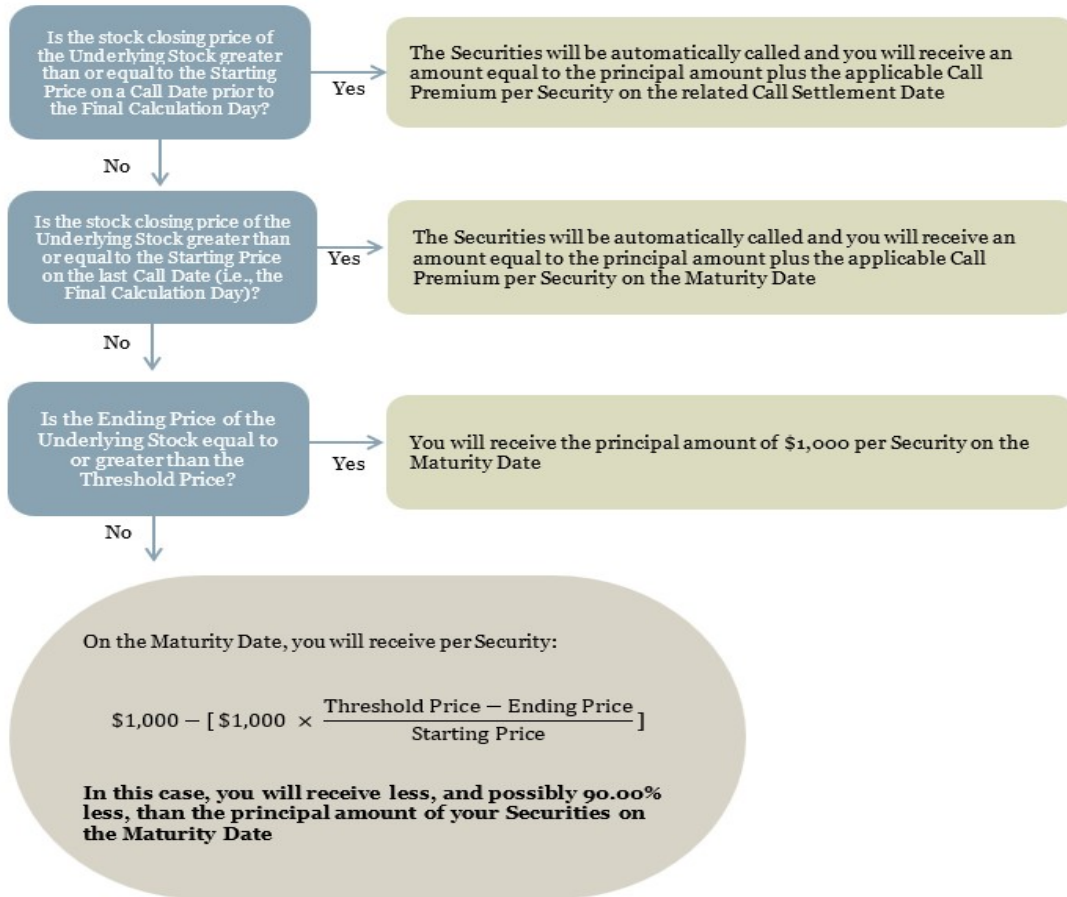 Is the stock closing price of
the Underlying Stock greater
than or equal to the Starting
Price on a Call Date prior to
the Final Calculation Day?
Yes
The Securities will be automatically called and you will receive an
amount equal to the principal amount plus the applicable Call
Premium per Security on the related Call Settlement Date
No
Is the stock closing price of the
Underlying Stock greater than
or equal to the Starting Price
on the last Call Date (i.e., the
Final Calculation Day)?
Yes
The Securities will be automatically called and you will receive an
amount equal to the principal amount plus the applicable Call
Premium per Security on the Maturity Date
No
Is the Ending Price of the
Underlying Stock equal to
or greater than the
Threshold Price?
Yes
You will receive the principal amount of $1,000 per Security on the
Maturity Date
No
On the Maturity Date, you will receive per Security:
$1,000 – [ $1,000 × Threshold Price – Ending Price
Starting Price ]
In this case, you will receive less, and possibly 90.00%
less, than the principal amount of your Securities on
the Maturity Date